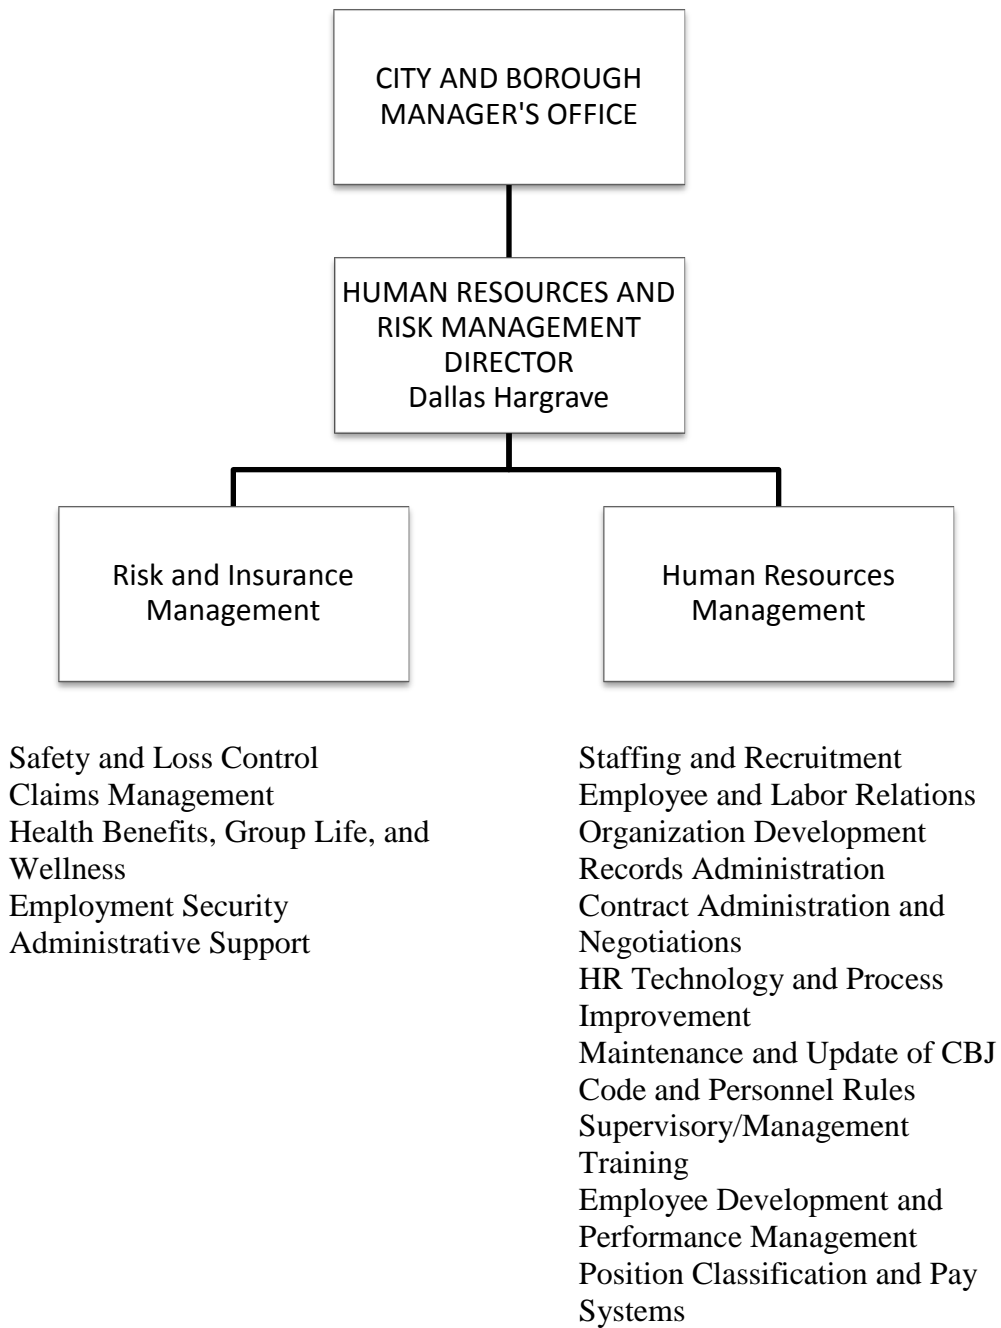 CITY AND BOROUGH
MANAGER'S OFFICE
HUMAN RESOURCES AND
RISK MANAGEMENT
DIRECTOR
Dallas Hargrave
Risk and Insurance
Management
Human Resources
Management
Safety and Loss Control
Claims Management
Health Benefits, Group Life, and
Wellness
Employment Security
Administrative Support
Staffing and Recruitment
Employee and Labor Relations
Organization Development
Records Administration
Contract Administration and
Negotiations
HR Technology and Process
Improvement
Maintenance and Update of CBJ
Code and Personnel Rules
Supervisory/Management
Training
Employee Development and
Performance Management
Position Classification and Pay
Systems